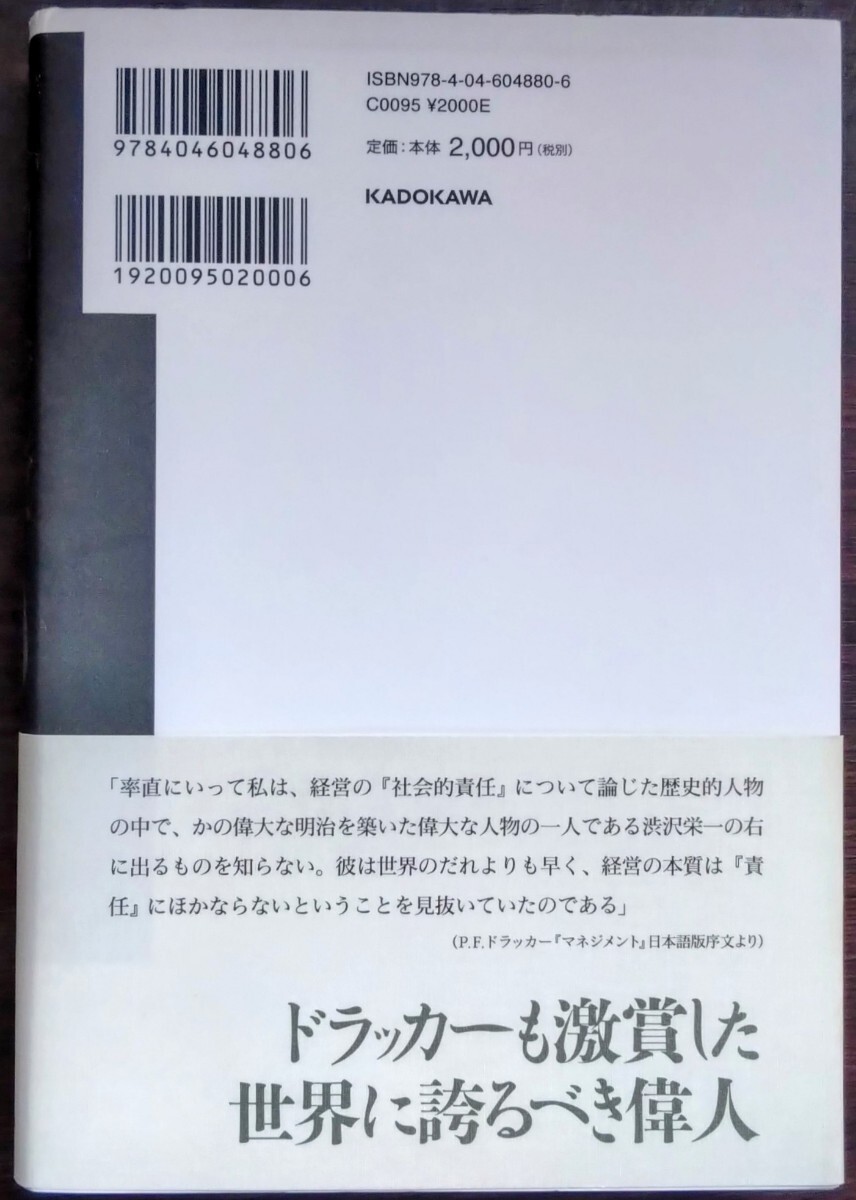 9784046048806
1920095020006
ISBN978-4-04-604880-6
C0095 ¥2000E
定価：本体 2,000円（税別）
KADOKAWA
「率直にいって私は、経営の『社会的責任』について論じた歴史的人物
の中で、かの偉大な明治を築いた偉大な人物の一人である渋沢栄一の右
に出るものを知らない。彼は世界のだれよりも早く、経営の本質は『責
任』にほかならないということを見抜いていたのである」
（P.F.ドラッカー『マネジメント』日本語版序文より）
ドラッカーも激賞した
世界に誇るべき偉人